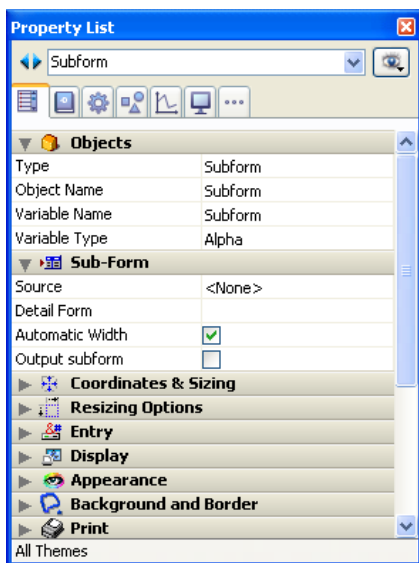 Property List
Subform
Objects
Type Subform
Object Name Subform
Variable Name Subform
Variable Type Alpha
Sub-Form
Source <None>
Detail Form
Automatic Width
Output subform
Coordinates & Sizing
Resizing Options
Entry
Display
Appearance
Background and Border
Print
All Themes